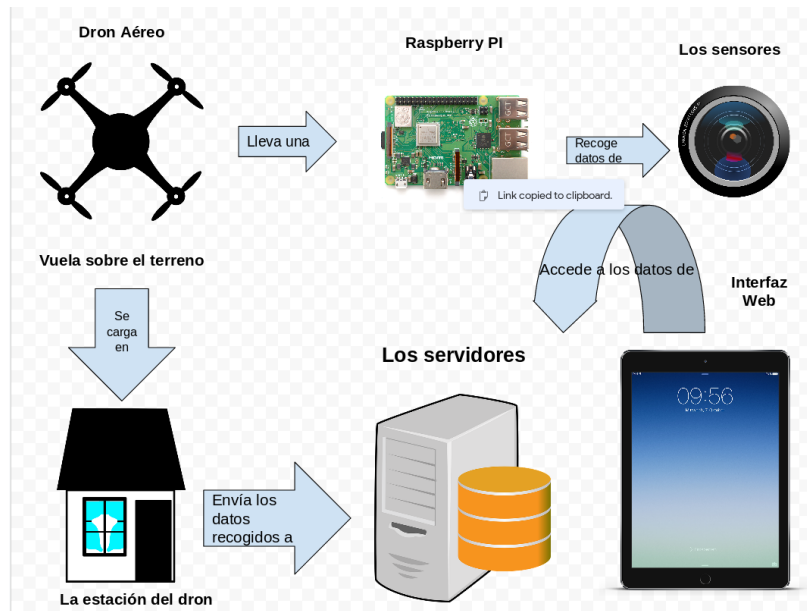 Dron Aéreo
Raspberry PI
Los sensores
Lleva una
Recoge
datos de
Link copied to clipboard.
Vuela sobre el terreno
Accede a los datos de
Interfaz
Web
Se
carga
en
Los servidores
09:56
Envía los
datos
recogidos a
La estación del dron